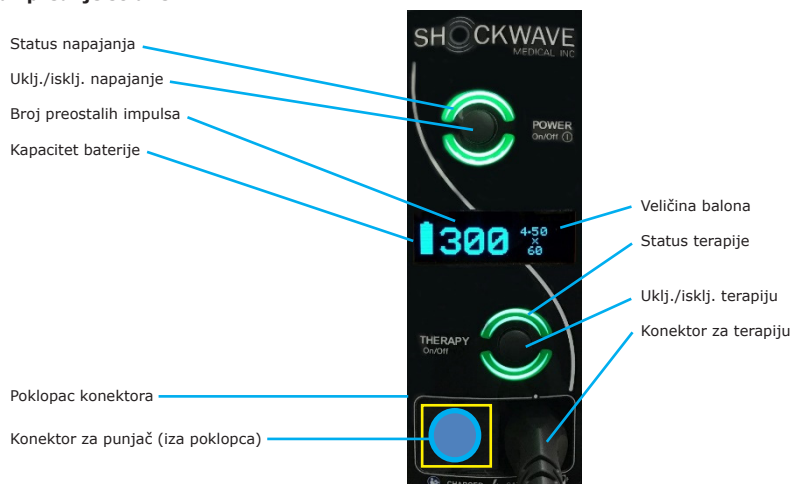 Status napajanja
Uklj./isklj. napajanje
Broj preostalih impulsa
Kapacitet baterije
Poklopac konektora
Konektor za punjač (iza poklopca)
SHOCKWAVE
MEDICAL INC
POWER
On/Off
300
4.50
x
60
THERAPY
On/Off
Veličina balona
Status terapije
Uklj./isklj. terapiju
Konektor za terapiju